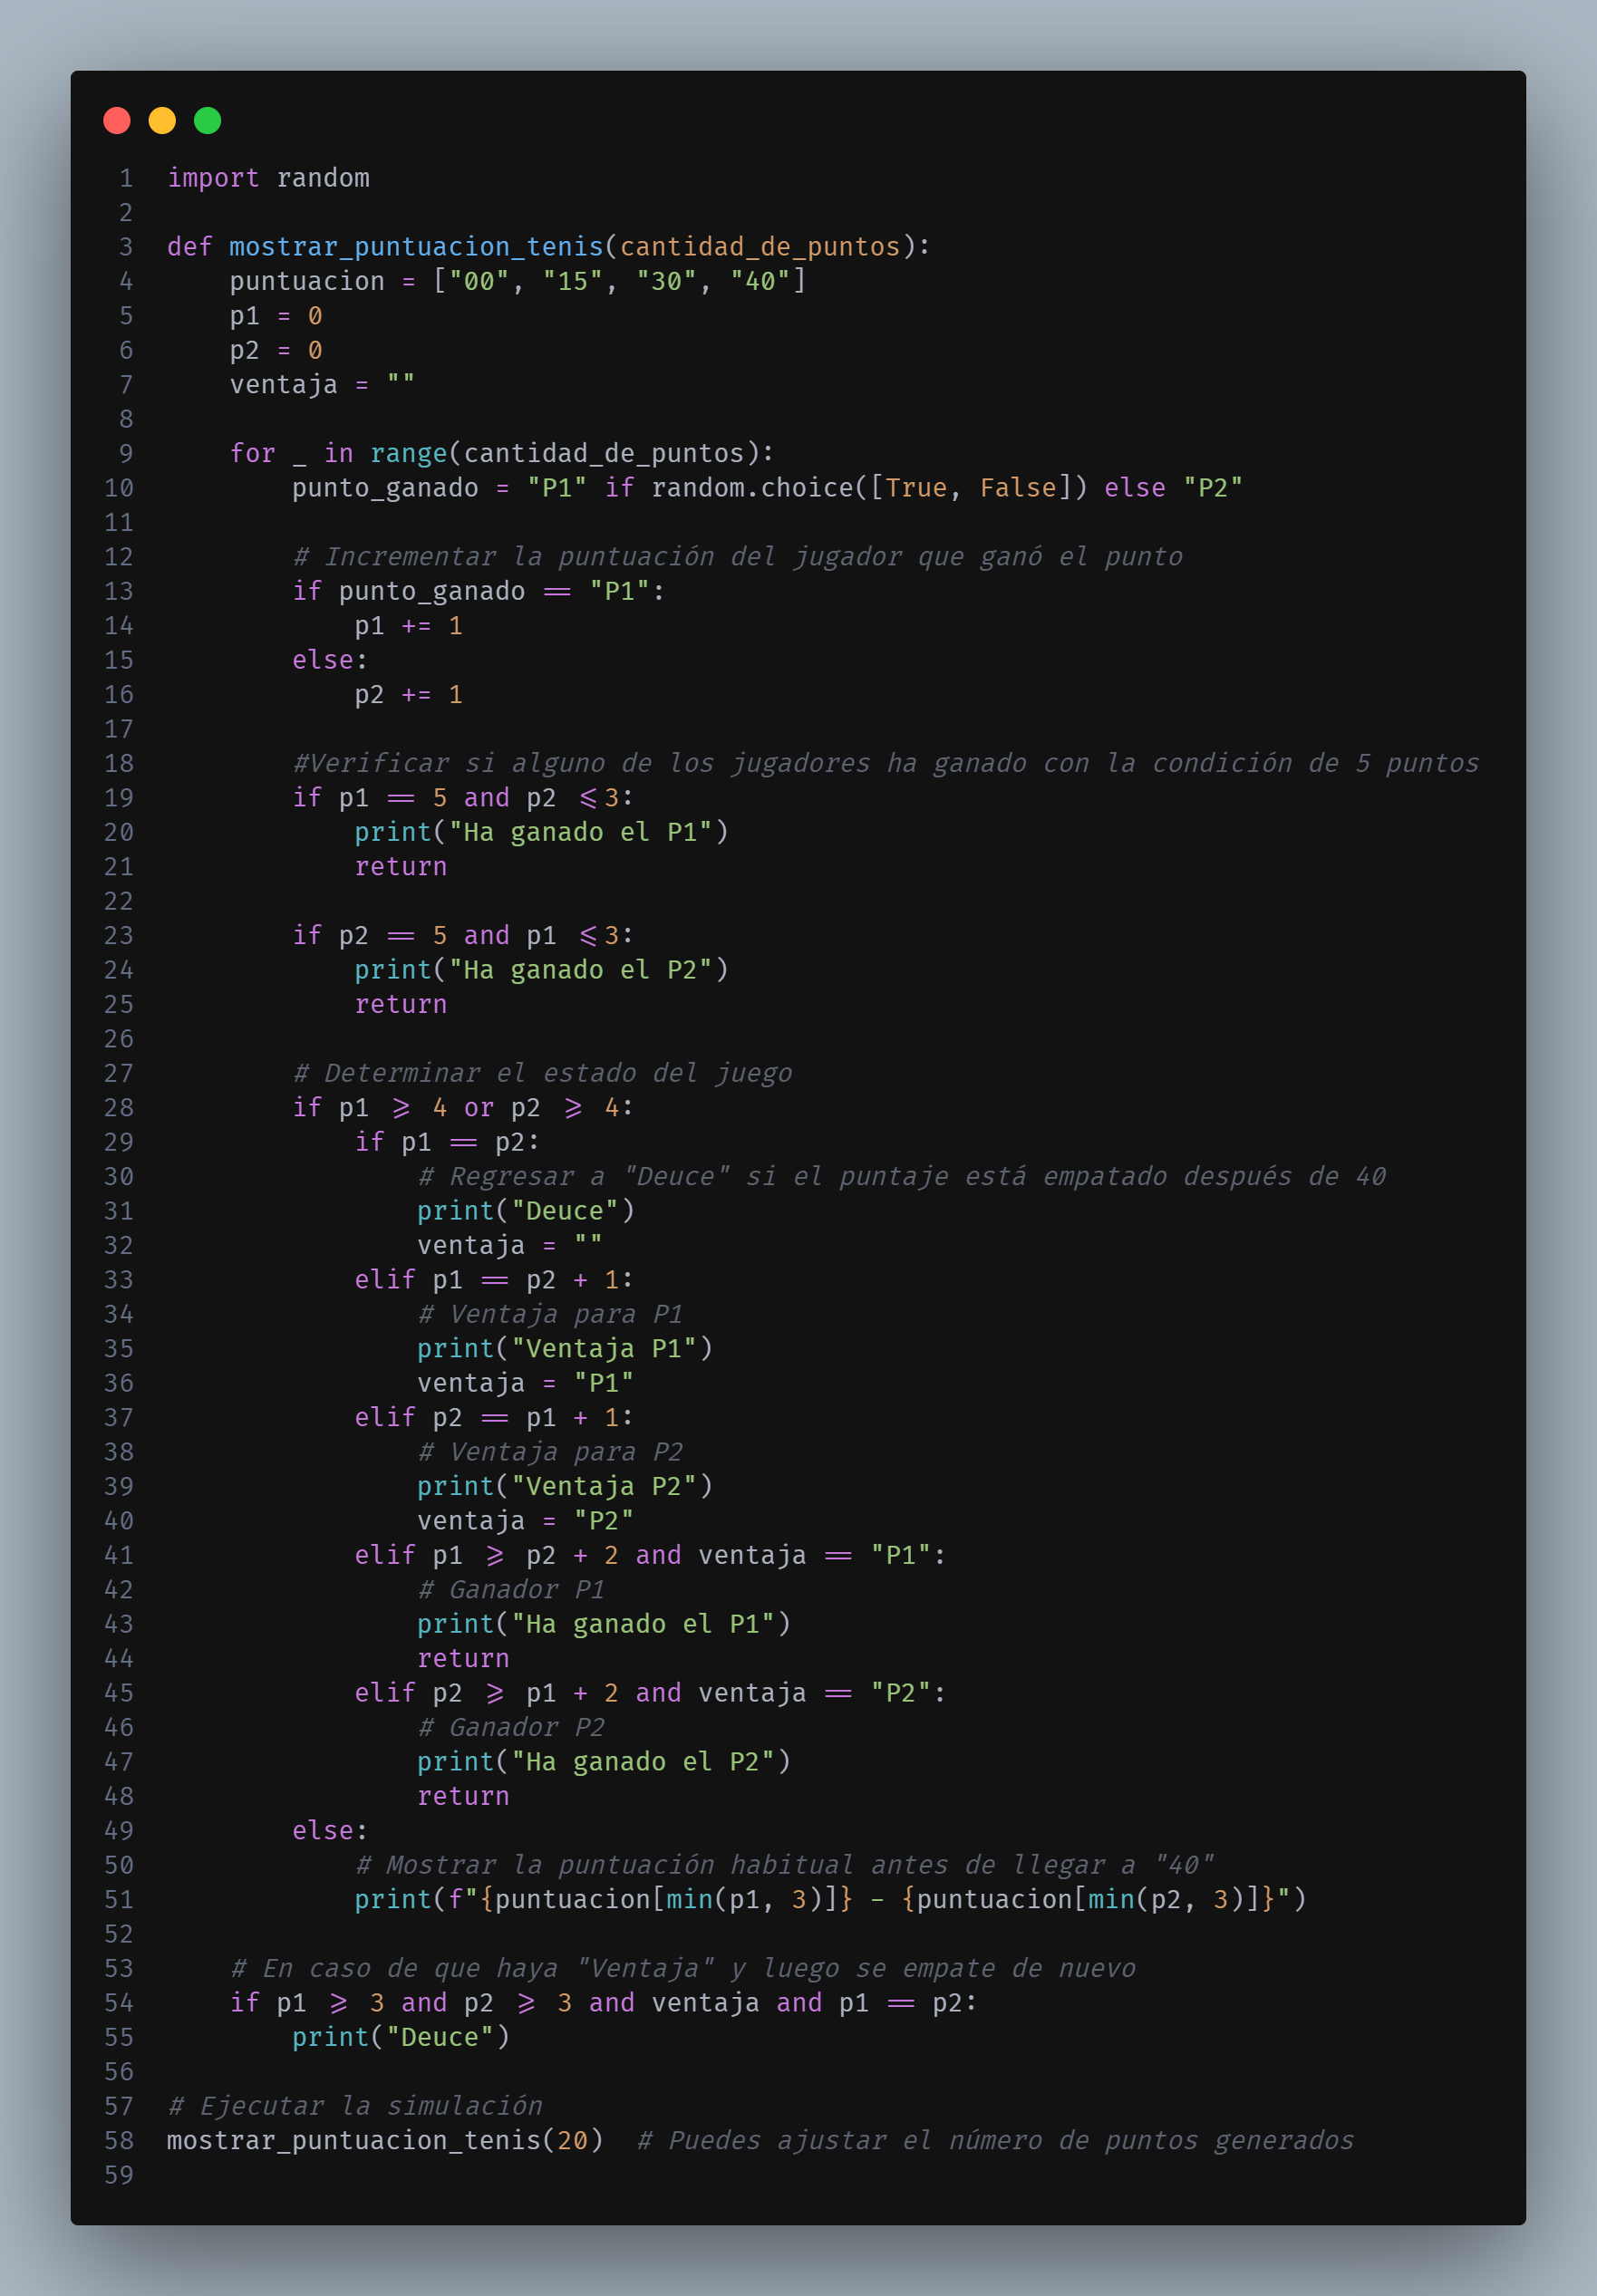 1 import random
2
3 def mostrar_puntuacion_tenis(cantidad_de_puntos):
4     puntuacion = ["00", "15", "30", "40"]
5     p1 = 0
6     p2 = 0
7     ventaja = ""
8
9     for _ in range(cantidad_de_puntos):
10         punto_ganado = "P1" if random.choice([True, False]) else "P2"
11
12         # Incrementar la puntuación del jugador que ganó el punto
13         if punto_ganado == "P1":
14             p1 += 1
15         else:
16             p2 += 1
17
18         #Verificar si alguno de los jugadores ha ganado con la condición de 5 puntos
19         if p1 == 5 and p2 <=3:
20             print("Ha ganado el P1")
21             return
22
23         if p2 == 5 and p1 <=3:
24             print("Ha ganado el P2")
25             return
26
27         # Determinar el estado del juego
28         if p1 >= 4 or p2 >= 4:
29             if p1 == p2:
30                 # Regresar a "Deuce" si el puntaje está empatado después de 40
31                 print("Deuce")
32                 ventaja = ""
33             elif p1 == p2 + 1:
34                 # Ventaja para P1
35                 print("Ventaja P1")
36                 ventaja = "P1"
37             elif p2 == p1 + 1:
38                 # Ventaja para P2
39                 print("Ventaja P2")
40                 ventaja = "P2"
41             elif p1 >= p2 + 2 and ventaja == "P1":
42                 # Ganador P1
43                 print("Ha ganado el P1")
44                 return
45             elif p2 >= p1 + 2 and ventaja == "P2":
46                 # Ganador P2
47                 print("Ha ganado el P2")
48                 return
49         else:
50             # Mostrar la puntuación habitual antes de llegar a "40"
51             print(f"{puntuacion[min(p1, 3)]} - {puntuacion[min(p2, 3)]}")
52
53     # En caso de que haya "Ventaja" y luego se empate de nuevo
54     if p1 >= 3 and p2 >= 3 and ventaja and p1 == p2:
55         print("Deuce")
56
57 # Ejecutar la simulación
58 mostrar_puntuacion_tenis(20)  # Puedes ajustar el número de puntos generados
59